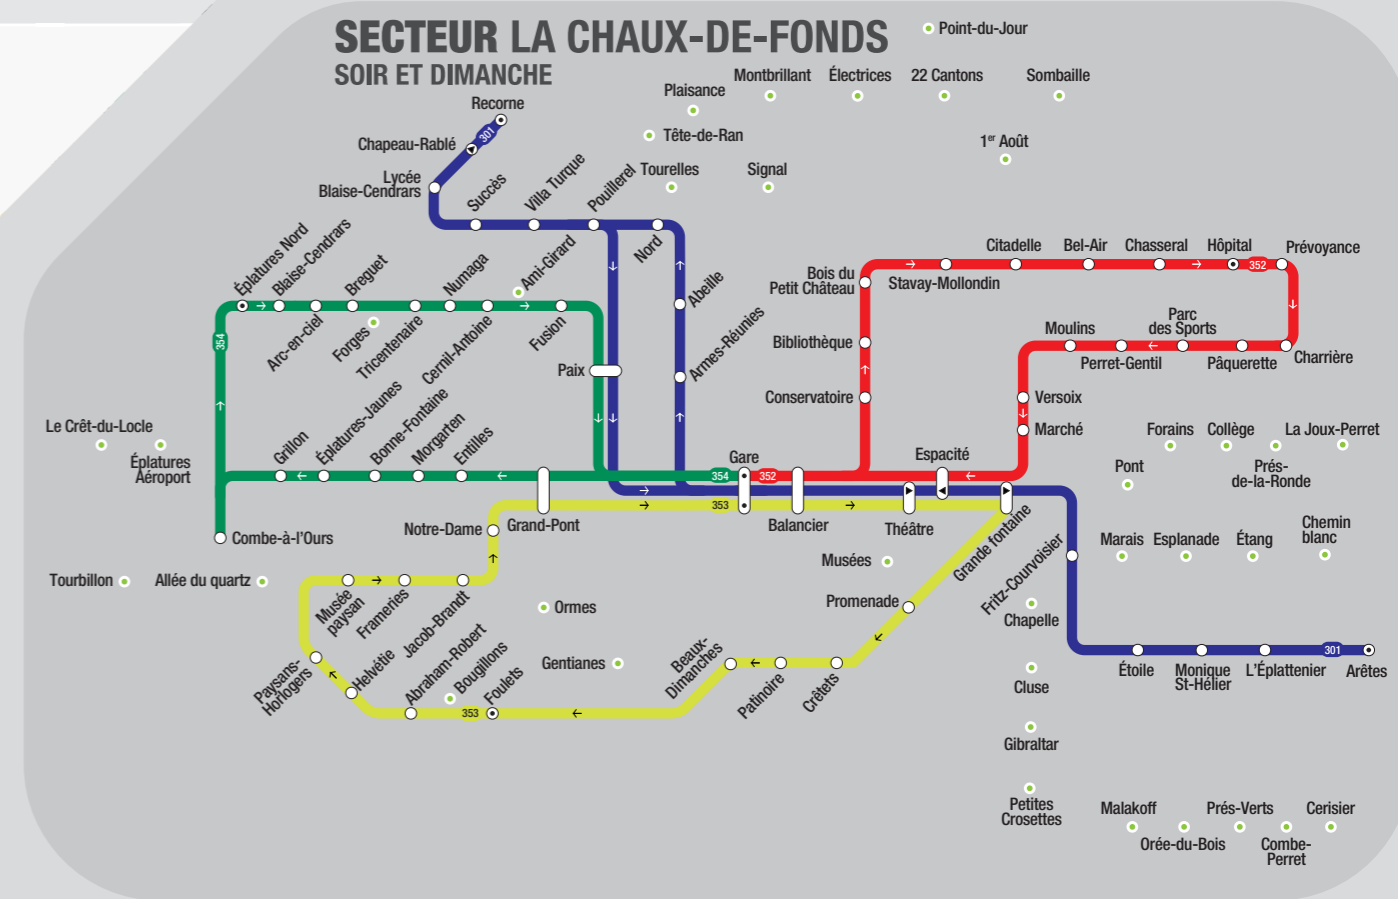 SECTEUR LA CHAUX-DE-FONDS
SOIR ET DIMANCHE
Point-du-Jour
Montbrillant
Électrices
22 Cantons
Sombaille
Plaisance
Recorne
Tête-de-Ran
301
Chapeau-Rablé
1er Août
Tourelles
Signal
Lycée
Blaise-Cendrars
Succès
Villa Turque
Pouillerel
Nord
Éplatures Nord
Blaise-Cendrars
Breguet
Numaga
Ami-Girard
Arc-en-ciel
Forges
Tricentenaire
Cernil-Antoine
Fusion
354
Abeille
Armes-Réunies
Paix
Bois du
Petit Château
Stavay-Mollondin
Citadelle
Bel-Air
Chasseral
Hôpital
352
Prévoyance
Bibliothèque
Moulins
Parc
des Sports
Perret-Gentil
Pâquerette
Charrière
Conservatoire
Versoix
Marché
Le Crêt-du-Locle
Éplatures
Aéroport
Grillon
Éplatures-Jaunes
Bonne-Fontaine
Morgarten
Entilles
Gare
354
352
Espacité
Forains
Collège
La Joux-Perret
Prés-
de-la-Ronde
Pont
353
Combe-à-l'Ours
Notre-Dame
Grand-Pont
Balancier
Théâtre
Grande fontaine
Fritz-Courvoisier
Marais
Esplanade
Étang
Chemin
blanc
Musées
Tourbillon
Allée du quartz
Musée
paysan
Frameries
Jacob-Brandt
Ormes
Promenade
Chapelle
Paysans-
Horlogers
Helvétie
Abraham-Robert
Bougillons
Foulets
353
Gentianes
Beaux-
Dimanches
Patinoire
Crêtets
Étoile
Monique
St-Hélier
L'Éplattenier
301
Arêtes
Cluse
Gibraltar
Petites
Crosettes
Malakoff
Orée-du-Bois
Prés-Verts
Combe-
Perret
Cerisier